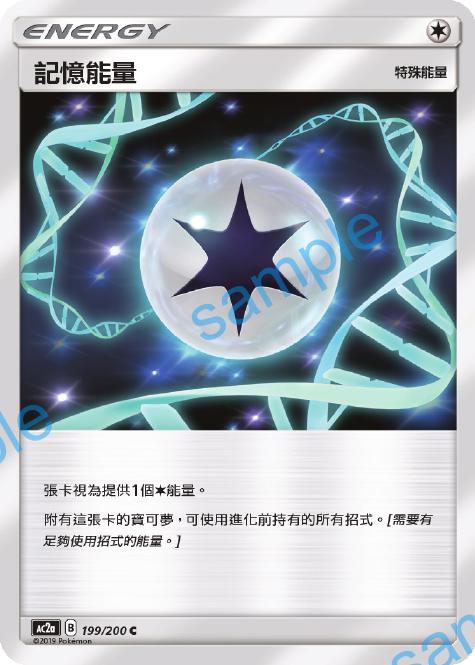 ENERGY
記憶能量
特殊能量
sample
張卡視為提供1個✶能量。
附有這張卡的寶可夢，可使用進化前持有的所有招式。[需要有
足夠使用招式的能量。]
AC2a B 199/200 C
©2019 Pokémon